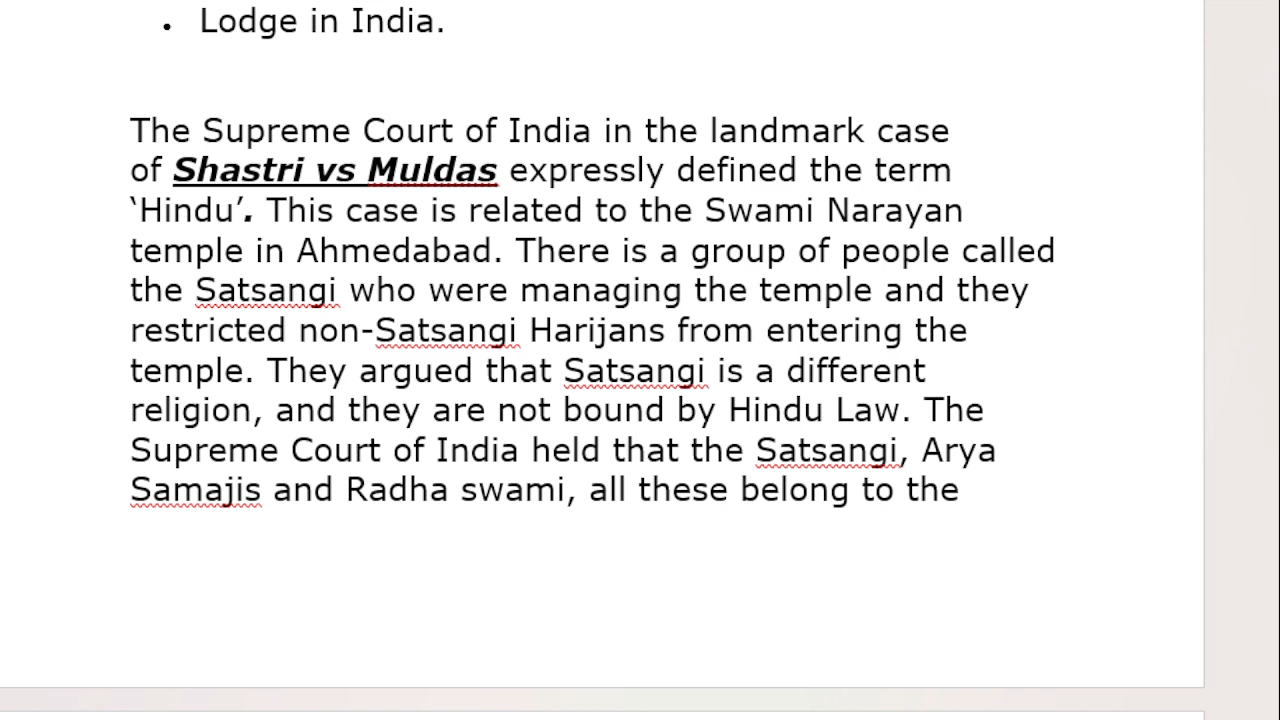 • Lodge in India.
The Supreme Court of India in the landmark case
of Shastri vs Muldas expressly defined the term
‘Hindu’. This case is related to the Swami Narayan
temple in Ahmedabad. There is a group of people called
the Satsangi who were managing the temple and they
restricted non-Satsangi Harijans from entering the
temple. They argued that Satsangi is a different
religion, and they are not bound by Hindu Law. The
Supreme Court of India held that the Satsangi, Arya
Samajis and Radha swami, all these belong to the